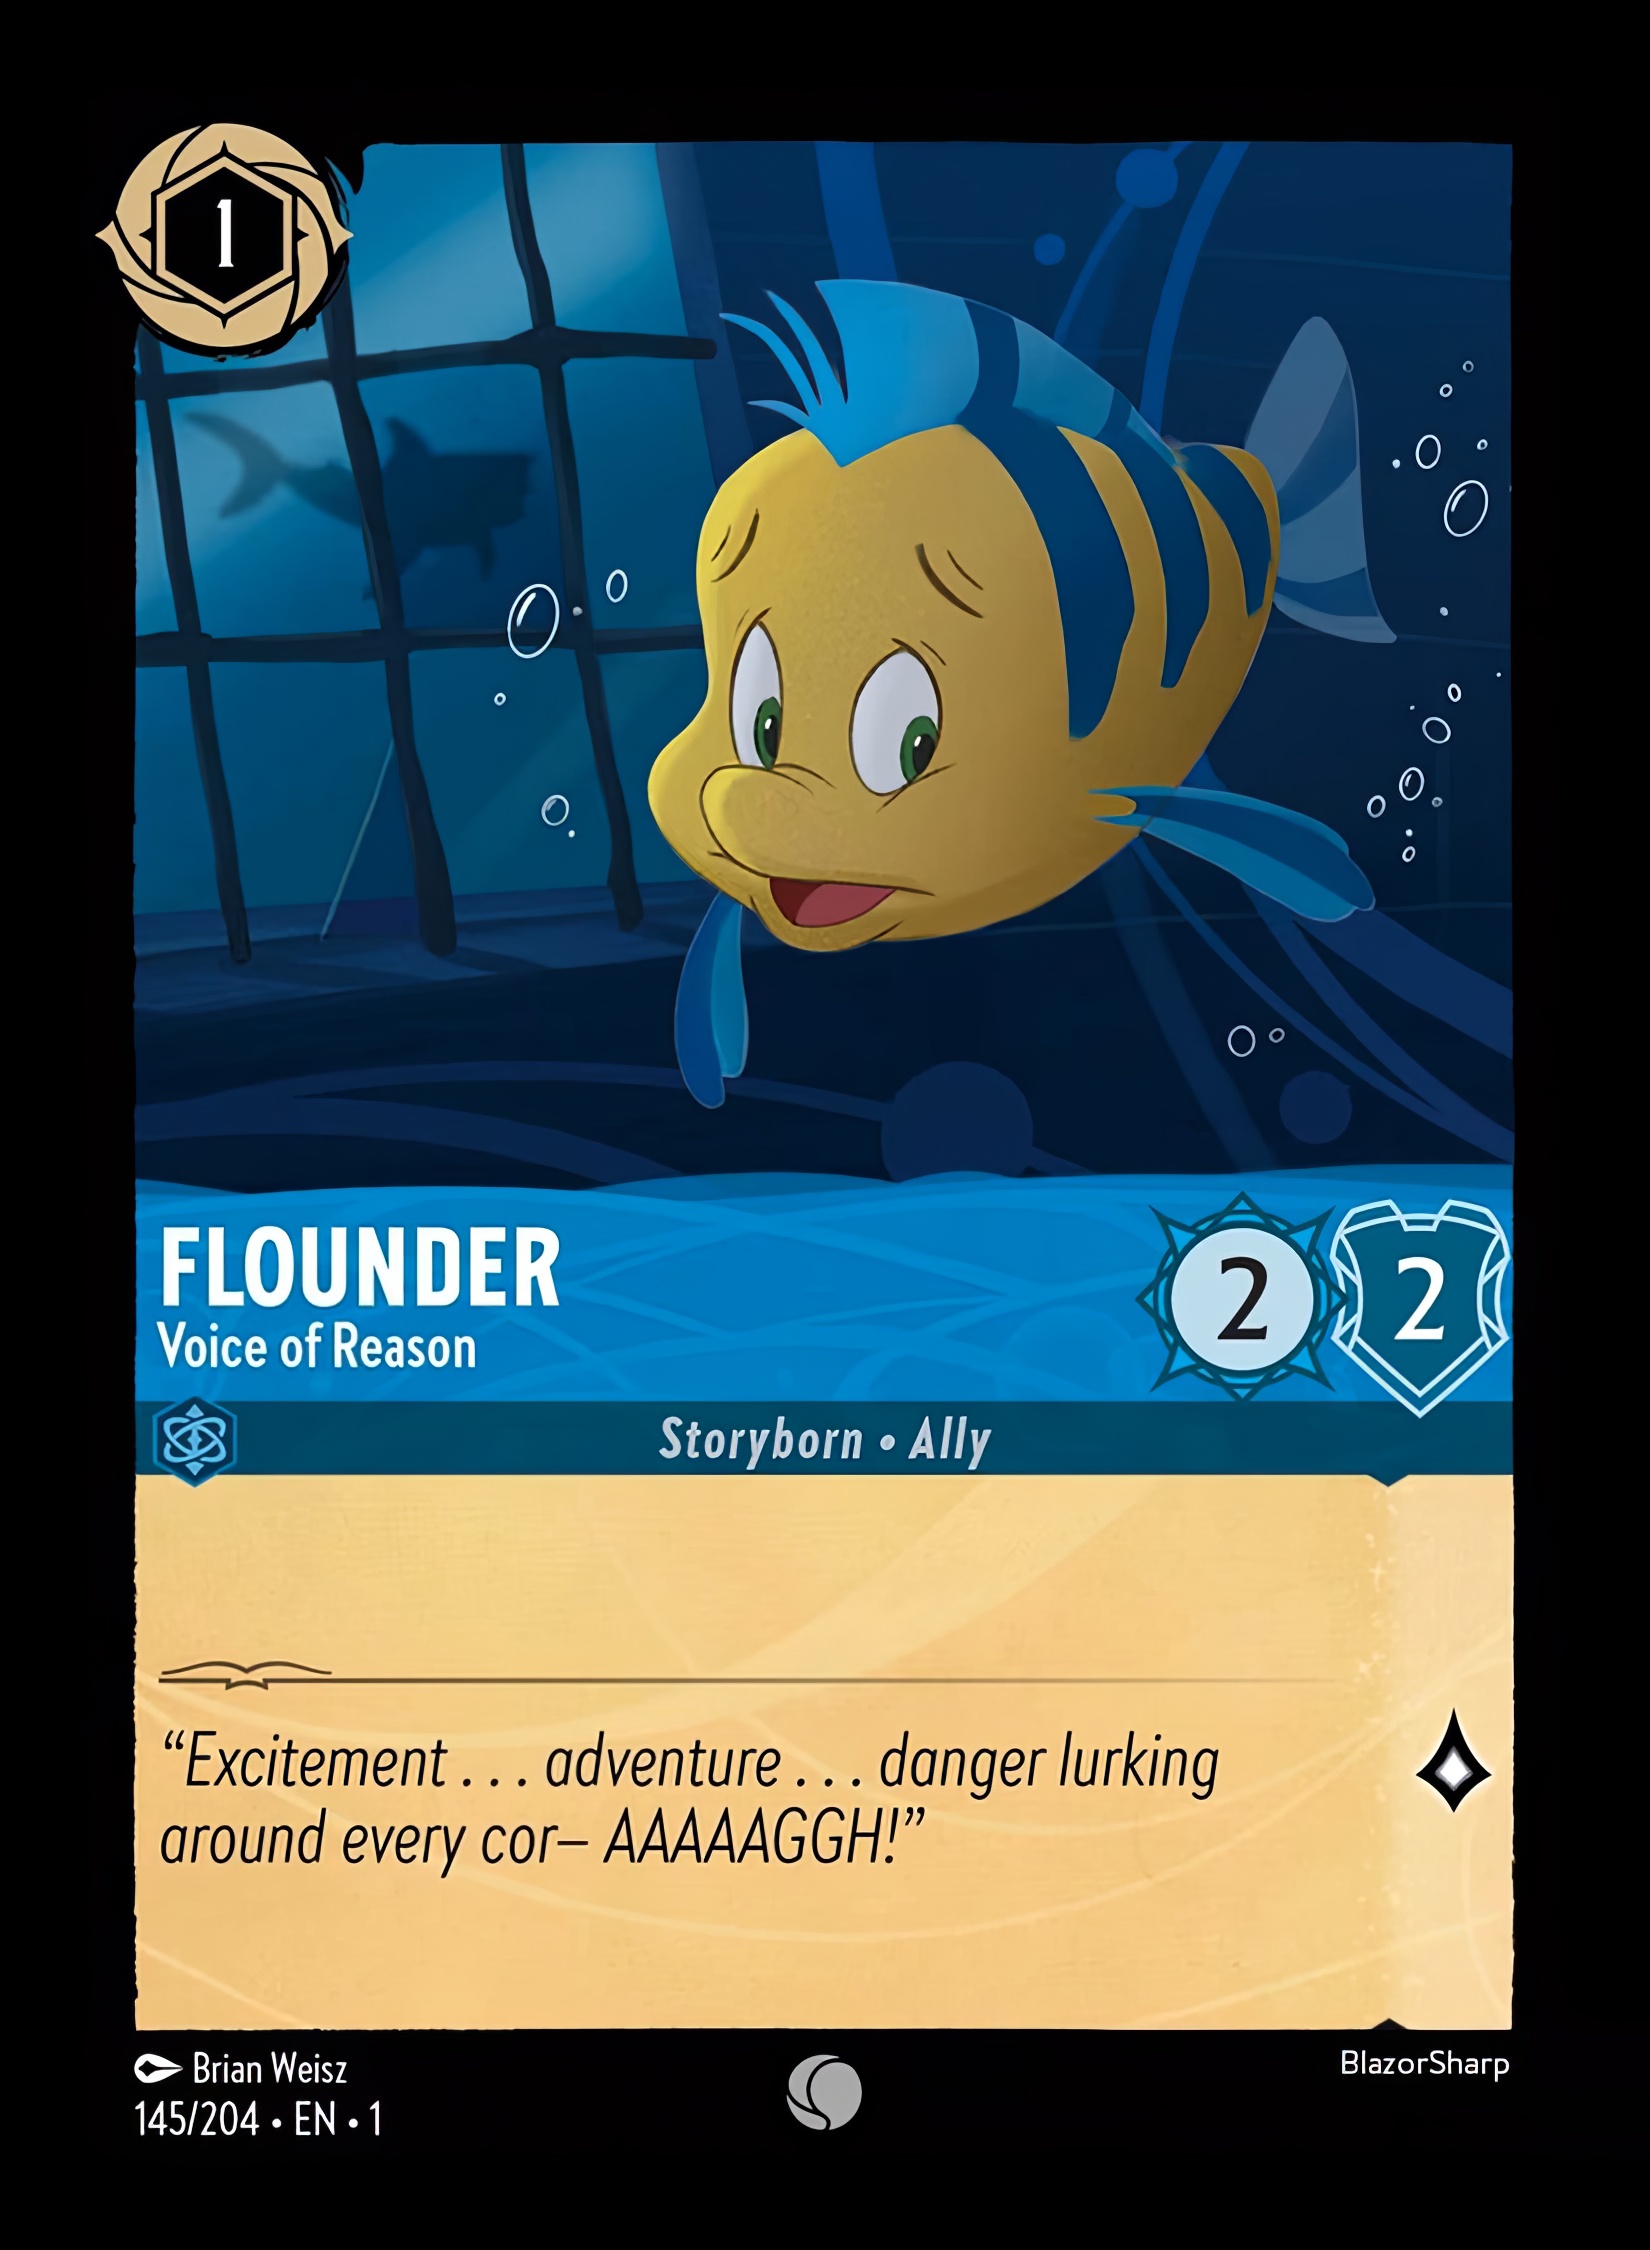 1
FLOUNDER
Voice of Reason
2 2
Storyborn • Ally
“Excitement . . . adventure . . . danger lurking
around every cor– AAAAAGGH!”
Brian Weisz
BlazorSharp
145/204 • EN • 1